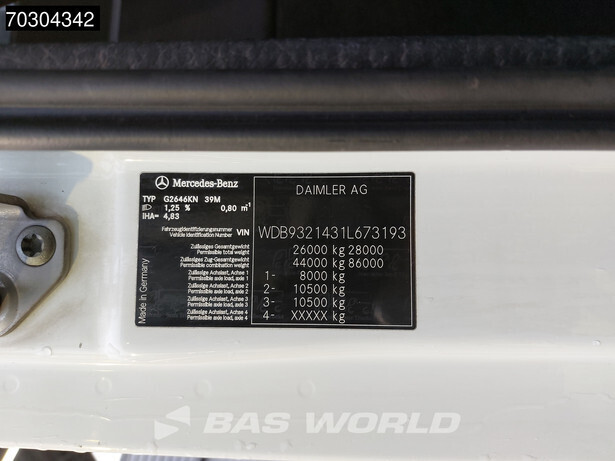 70304342
Mercedes-Benz
TYP G2646KN 39M
1,25 % 0,80 m⁻¹
IHA= 4,83
DAIMLER AG
Fahrzeugidentifizierungsnummer
Vehicle Identification Number VIN WDB9321431L673193
Zulässiges Gesamtgewicht
Permissible total weight 26000 kg 28000
Zulässiges Zug-Gesamtgewicht
Permissible combination weight 44000 kg 86000
Zulässige Achslast, Achse 1
Permissible axle load, axle 1 1- 8000 kg
Zulässige Achslast, Achse 2
Permissible axle load, axle 2 2- 10500 kg
Zulässige Achslast, Achse 3
Permissible axle load, axle 3 3- 10500 kg
Zulässige Achslast, Achse 4
Permissible axle load, axle 4 4- XXXXX kg
Made in Germany
BAS WORLD